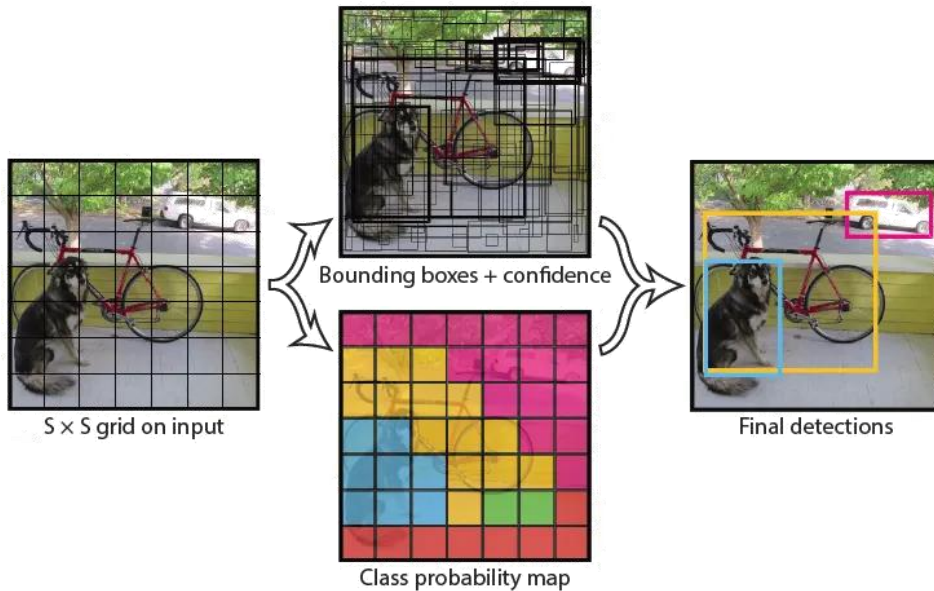 Bounding boxes + confidence
S × S grid on input
Final detections
Class probability map